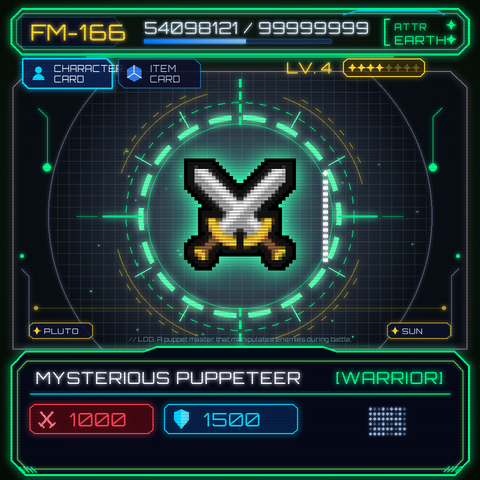 FM-166
54098121 / 99999999
ATTR
EARTH
CHARACTER
CARD
ITEM
CARD
LV. 4
PLUTO
SUN
// LOG: A puppet master that manipulates enemies during battle.
MYSTERIOUS PUPPETEER [WARRIOR]
1000 1500